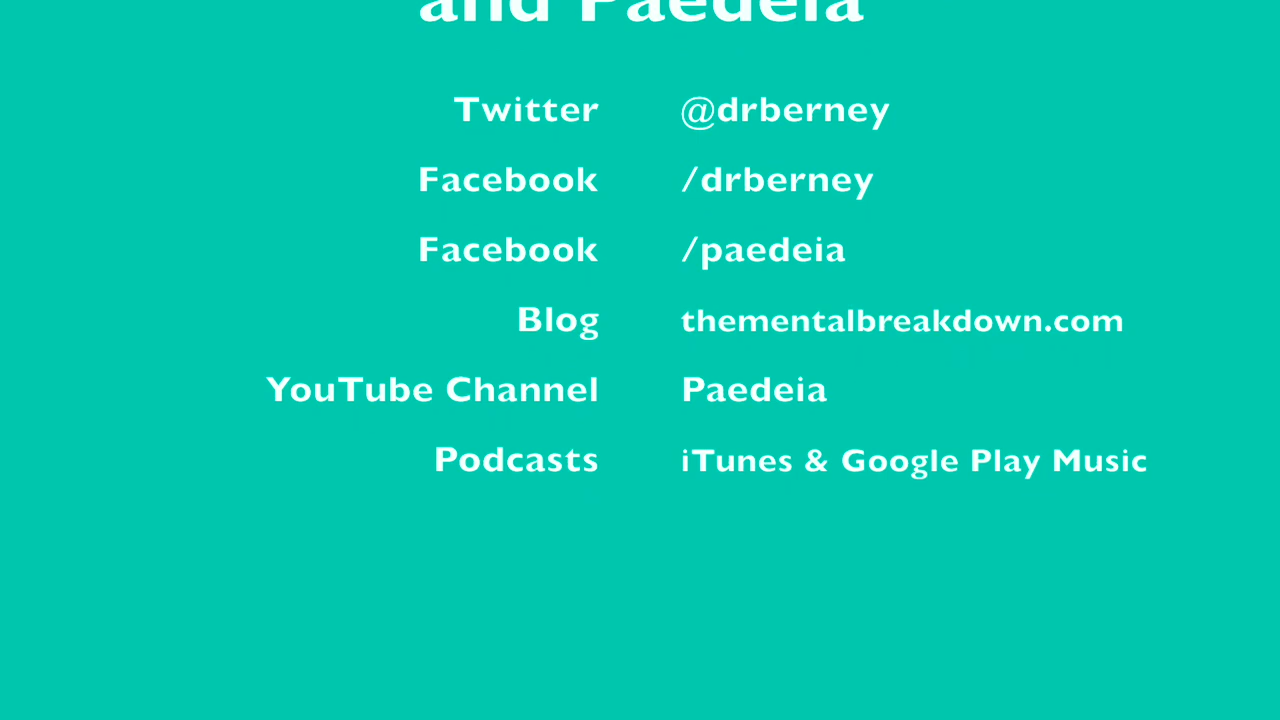 and Paedeia
Twitter @drberney
Facebook /drberney
Facebook /paedeia
Blog thementalbreakdown.com
YouTube Channel Paedeia
Podcasts iTunes & Google Play Music